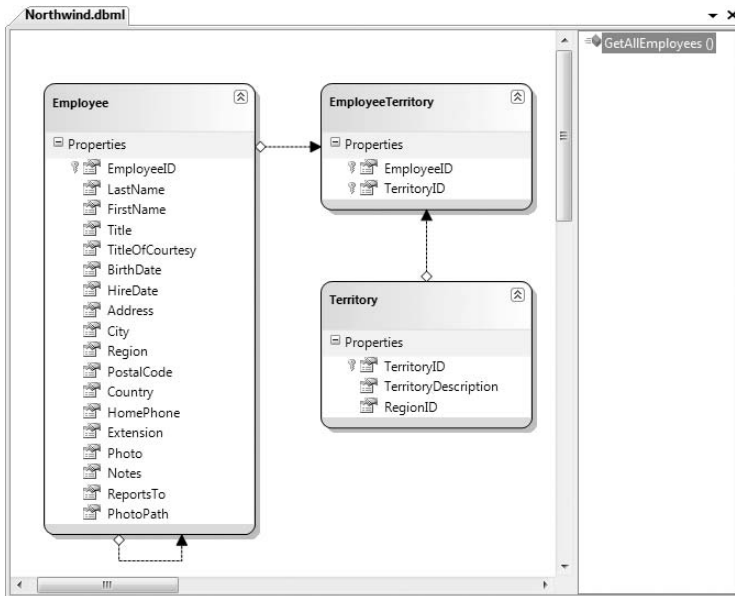 Northwind.dbml
GetAllEmployees ()
Employee
Properties
EmployeeID
LastName
FirstName
Title
TitleOfCourtesy
BirthDate
HireDate
Address
City
Region
PostalCode
Country
HomePhone
Extension
Photo
Notes
ReportsTo
PhotoPath
EmployeeTerritory
Properties
EmployeeID
TerritoryID
Territory
Properties
TerritoryID
TerritoryDescription
RegionID